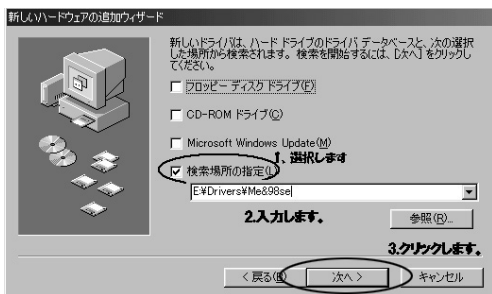 新しいハードウェアの追加ウィザード
新しいドライバは、ハード ドライブのドライバ データベースと、次の選択
した場所から検索されます。検索を開始するには、[次へ] をクリックし
てください。
フロッピー ディスク ドライブ(F)
CD-ROM ドライブ(C)
Microsoft Windows Update(M)
1、選択します
検索場所の指定(L)
E:¥Drivers¥Me&98se
2.入力します。
参照(R)...
3.クリックします。
< 戻る(B)
次へ >
キャンセル